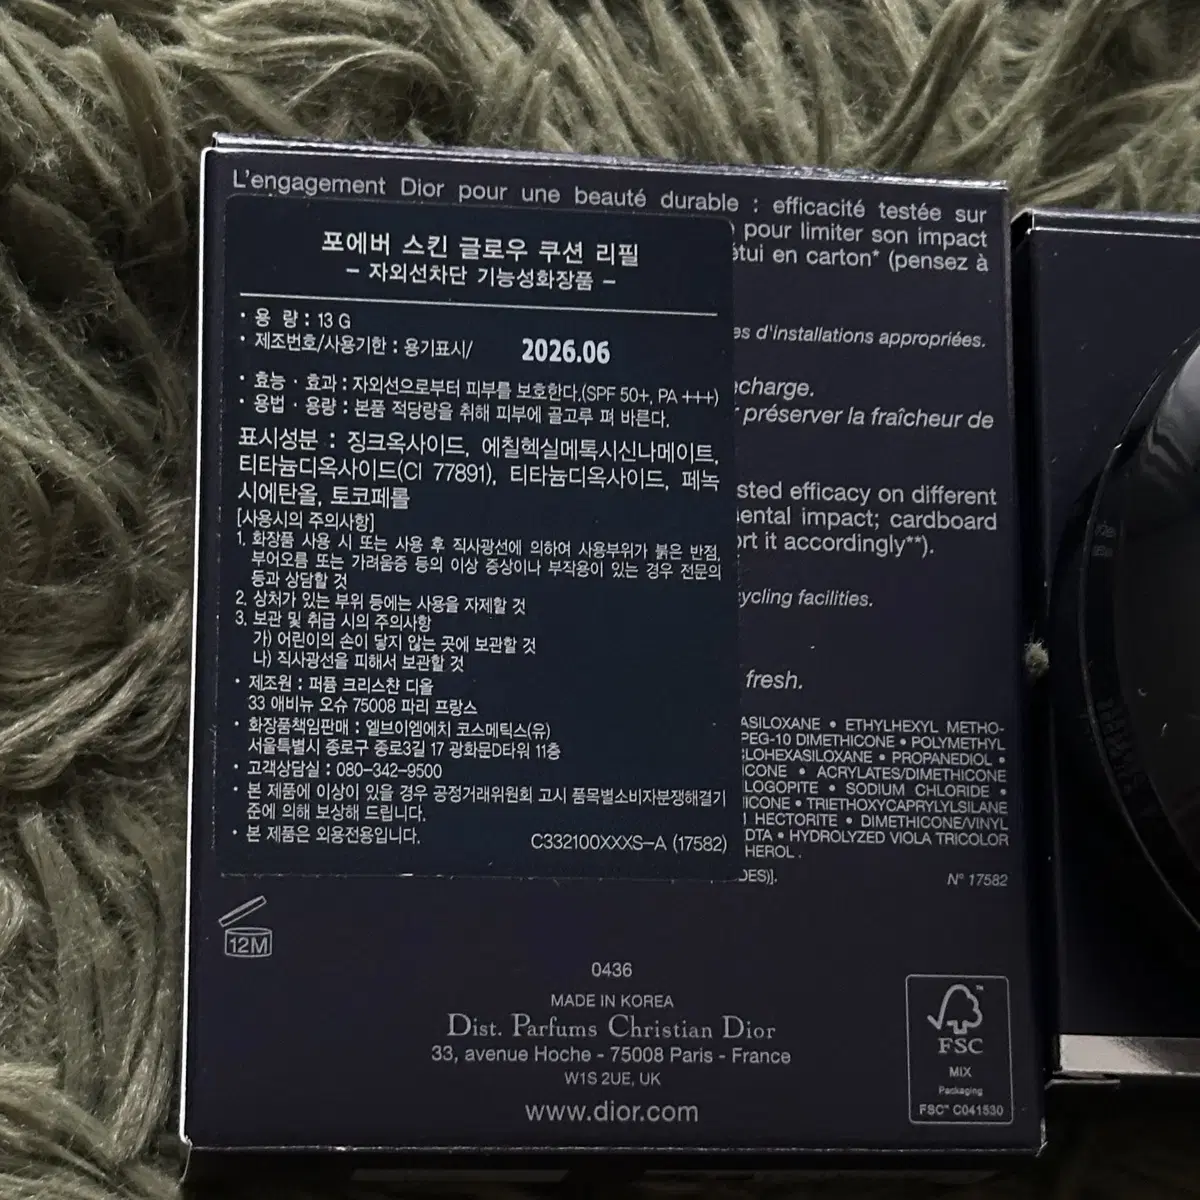 L'engagement Dior pour une beauté durable : efficacité testée sur
pour limiter son impact
étui en carton* (pensez à
es d'installations appropriées.
echarge.
préserver la fraîcheur de
sted efficacy on different
ental impact; cardboard
rt it accordingly**).
ycling facilities.
fresh.
ASILOXANE • ETHYLHEXYL METHO-
PEG-10 DIMETHICONE • POLYMETHYL
LOHEXASILOXANE • PROPANEDIOL •
ICONE • ACRYLATES/DIMETHICONE
LOGOPITE • SODIUM CHLORIDE •
ICONE • TRIETHOXYCAPRYLYLSILANE
HECTORITE • DIMETHICONE/VINYL
DTA • HYDROLYZED VIOLA TRICOLOR
HEROL.
DES)].
N° 17582
포에버 스킨 글로우 쿠션 리필
– 자외선차단 기능성화장품 –
• 용 량 : 13 G
• 제조번호/사용기한 : 용기표시/ 2026.06
• 효능 · 효과 : 자외선으로부터 피부를 보호한다.(SPF 50+, PA +++)
• 용법 · 용량 : 본품 적당량을 취해 피부에 골고루 펴 바른다.
표시성분 : 징크옥사이드, 에칠헥실메톡시신나메이트,
티타늄디옥사이드(CI 77891), 티타늄디옥사이드, 페녹
시에탄올, 토코페롤
[사용시의 주의사항]
1. 화장품 사용 시 또는 사용 후 직사광선에 의하여 사용부위가 붉은 반점,
부어오름 또는 가려움증 등의 이상 증상이나 부작용이 있는 경우 전문의
등과 상담할 것
2. 상처가 있는 부위 등에는 사용을 자제할 것
3. 보관 및 취급 시의 주의사항
가) 어린이의 손이 닿지 않는 곳에 보관할 것
나) 직사광선을 피해서 보관할 것
• 제조원 : 퍼퓸 크리스챤 디올
33 애비뉴 오슈 75008 파리 프랑스
• 화장품책임판매 : 엘브이엠에치 코스메틱스(유)
서울특별시 종로구 종로3길 17 광화문D타워 11층
• 고객상담실 : 080-342-9500
• 본 제품에 이상이 있을 경우 공정거래위원회 고시 품목별소비자분쟁해결기
준에 의해 보상해 드립니다.
• 본 제품은 외용전용입니다.
C332100XXXS-A (17582)
12M
0436
MADE IN KOREA
Dist. Parfums Christian Dior
33, avenue Hoche - 75008 Paris - France
W1S 2UE, UK
www.dior.com
FSC
MIX
Packaging
FSC™ C041530